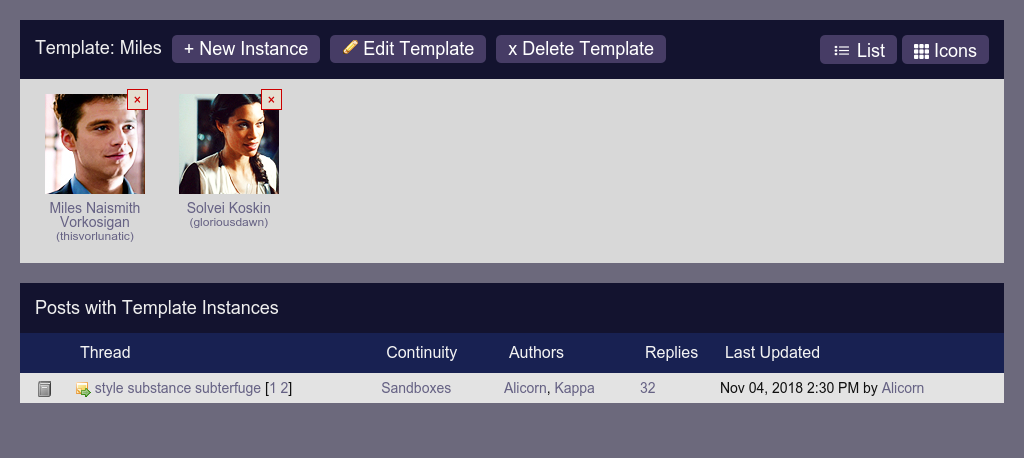 Template: Miles + New Instance Edit Template x Delete Template List Icons
x x
Miles Naismith Vorkosigan
(thisvorlunatic)
Solvei Koskin
(gloriousdawn)
Posts with Template Instances
Thread Continuity Authors Replies Last Updated
style substance subterfuge [1 2] Sandboxes Alicorn, Kappa 32 Nov 04, 2018 2:30 PM by Alicorn